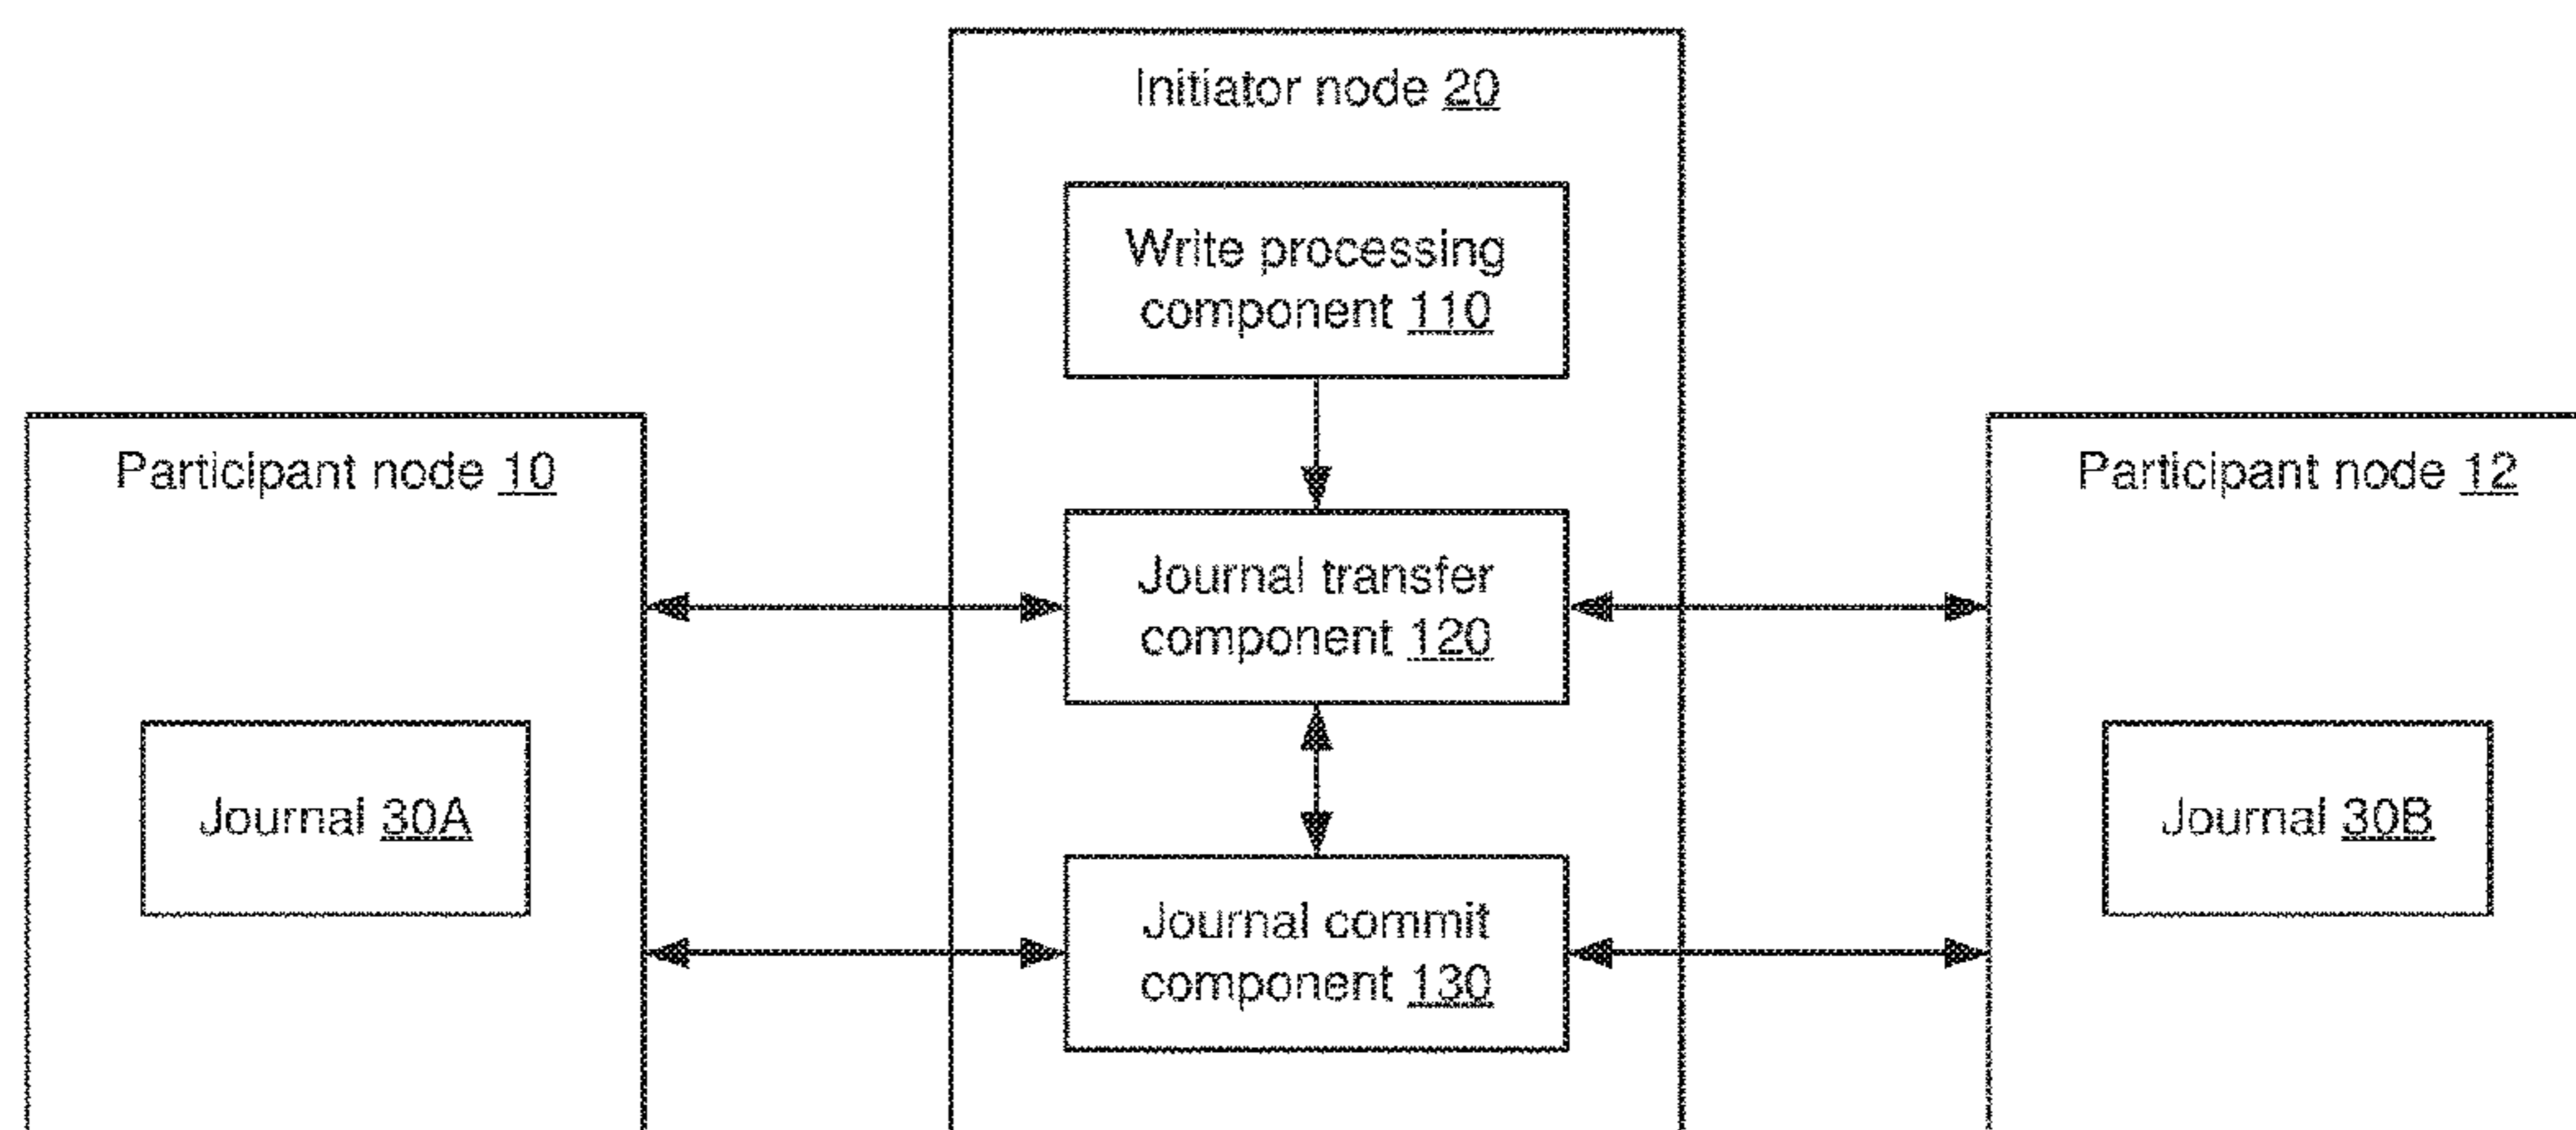 Initiator node 20
Write processing
component 110
Participant node 10
Participant node 12
Journal transfer
component 120
Journal 30A
Journal 30B
Journal commit
component 130